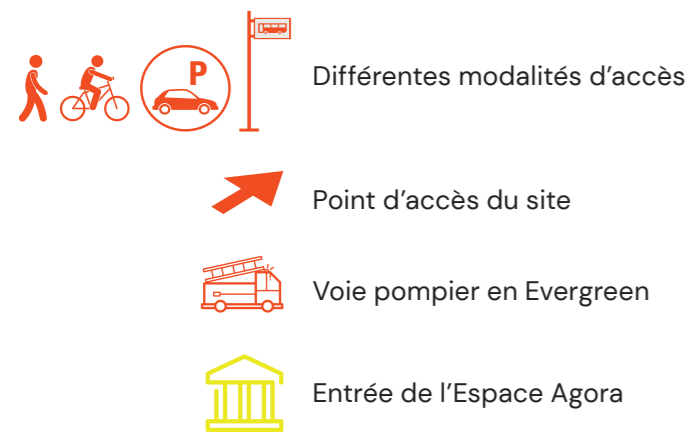 P
Différentes modalités d'accès
Point d'accès du site
Voie pompier en Evergreen
Entrée de l'Espace Agora